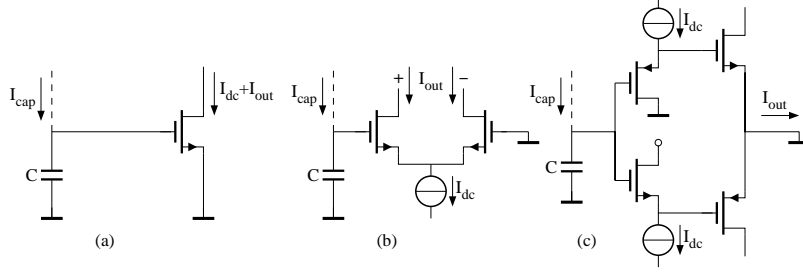 I_cap
C
I_dc+I_out
(a)
I_cap
C
+ I_out −
I_dc
(b)
I_cap
C
I_dc
I_out
I_dc
(c)